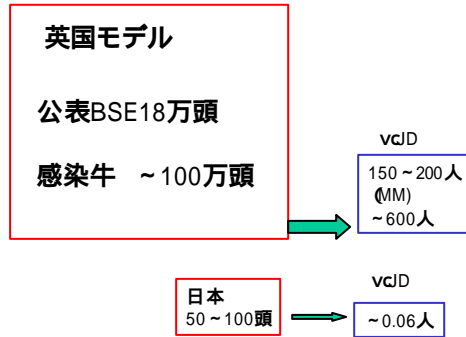 英国モデル
公表BSE18万頭
感染牛 ~100万頭
vCJD
150~200人
(MM)
~600人
日本
50~100頭
vCJD
~0.06人